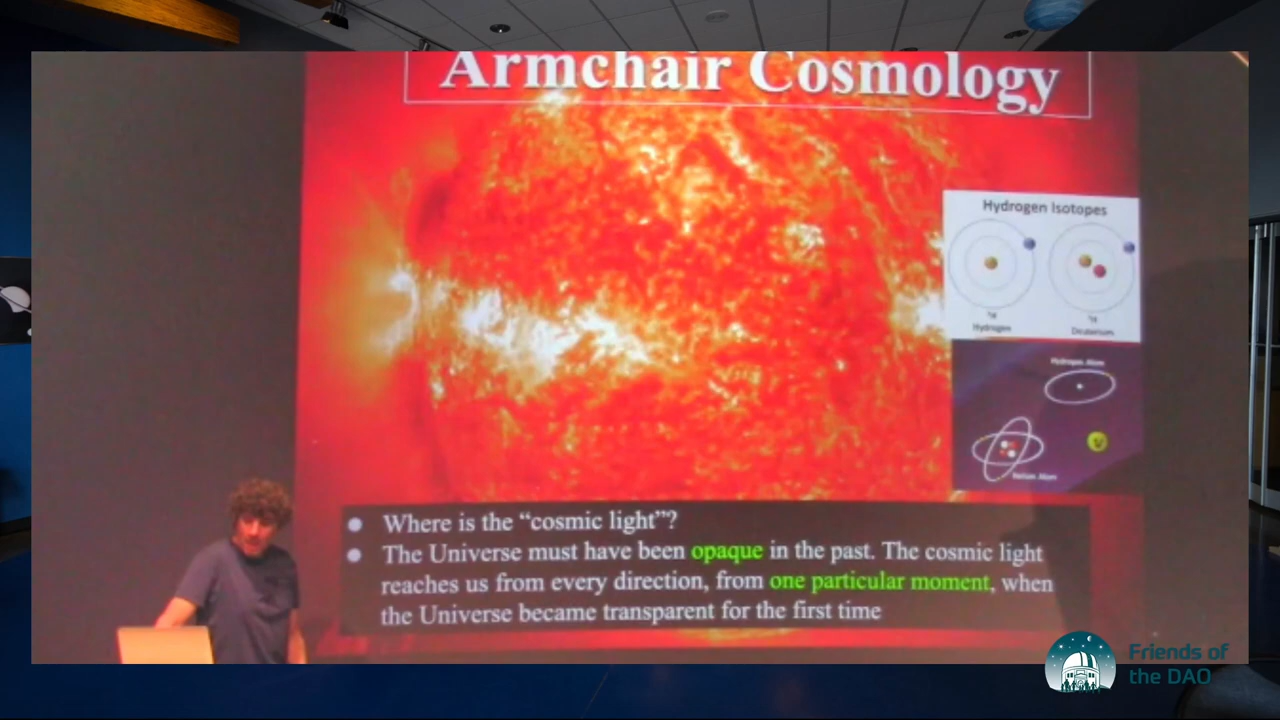 Armchair Cosmology
Hydrogen Isotopes
¹H
Hydrogen
Deuterium
Hydrogen Atom
Helium Atom
Where is the “cosmic light”?
The Universe must have been opaque in the past. The cosmic light
reaches us from every direction, from one particular moment, when
the Universe became transparent for the first time
Friends of
the DAO